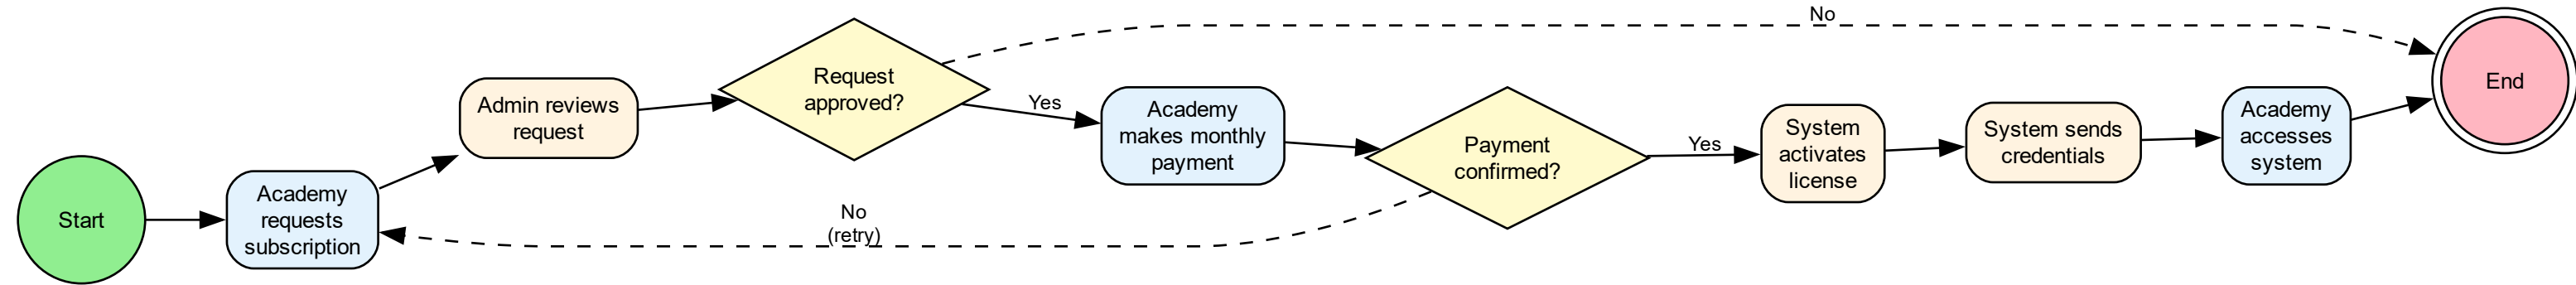 Start
Academy
requests
subscription
Admin reviews
request
Request
approved?
No
Yes
Academy
makes monthly
payment
Payment
confirmed?
No
(retry)
Yes
System
activates
license
System sends
credentials
Academy
accesses
system
End